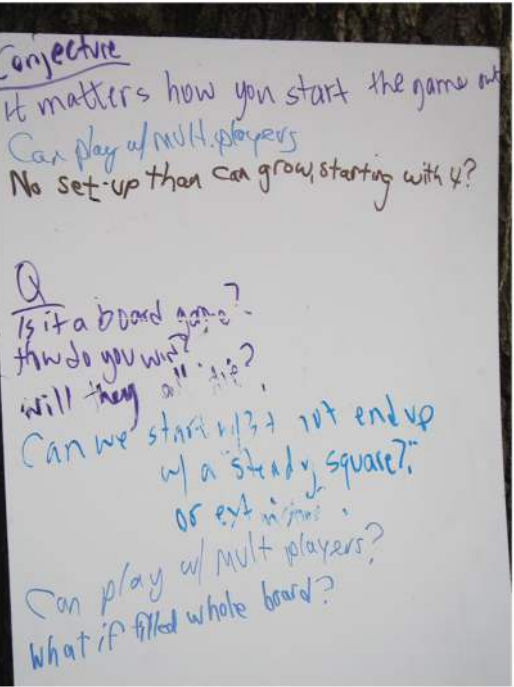 Conjecture
It matters how you start the game out
Can play w/ mult. players
No set-up than can grow, starting with 4?
Q
Is it a board game?
How do you win?
will they all die?
Can we start w/ 3 + not end up
w/ a "steady square?"
or extinction.
Can play w/ mult players?
What if filled whole board?